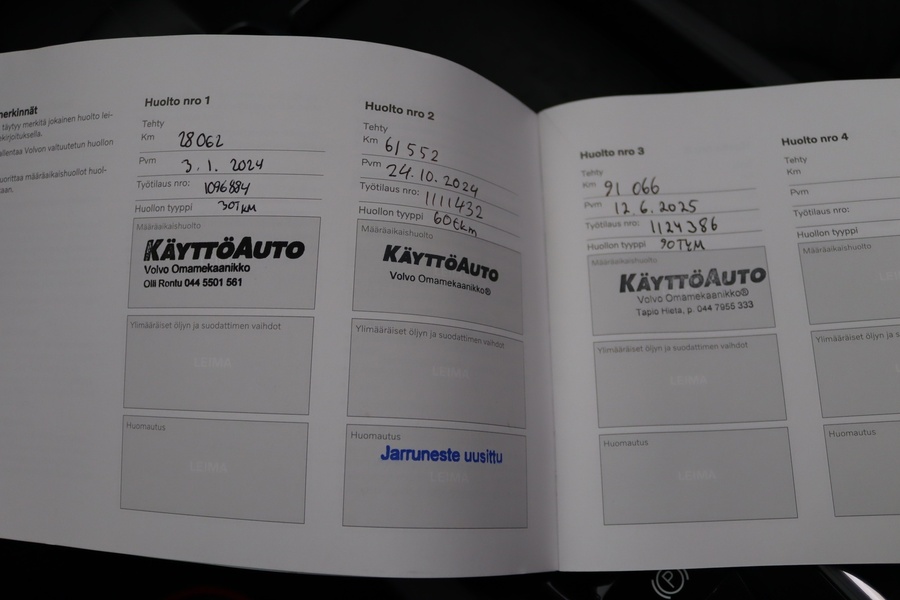 merkinnät
täytyy merkitä jokainen huolto lei-
Volvon valtuutetun huollon
määräaikaishuollot huol-
Huolto nro 1
Tehty
Km 28062
Pvm 3.1. 2024
Työtilaus nro: 1096884
Huollon tyyppi 30TKM
Määräaikaishuolto
KÄYTTÖAUTO
Volvo Omamekaanikko
Olli Rontu 044 5501 561
Ylimääräiset öljyn ja suodattimen vaihdot
LEIMA
Huomautus
LEIMA
Huolto nro 2
Tehty
Km 61552
Pvm 24.10.2024
Työtilaus nro: 1111432
Huollon tyyppi 60tkm
Määräaikaishuolto
KÄYTTÖAUTO
Volvo Omamekaanikko®
Ylimääräiset öljyn ja suodattimen vaihdot
LEIMA
Huomautus
Jarruneste uusittu
LEIMA
Huolto nro 3
Tehty
Km 91 066
Pvm 12.6.2025
Työtilaus nro: 1124386
Huollon tyyppi 90TKM
Määräaikaishuolto
KÄYTTÖAUTO
Volvo Omamekaanikko®
Tapio Hieta, p. 044 7955 333
Ylimääräiset öljyn ja suodattimen vaihdot
LEIMA
Huomautus
LEIMA
Huolto nro 4
Tehty
Km
Pvm
Työtilaus nro:
Huollon tyyppi
Määräaikaishuolto
Ylimääräiset öljyn ja s
Huomautus
P